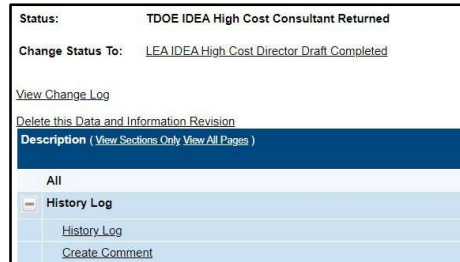 Status: TDOE IDEA High Cost Consultant Returned
Change Status To: LEA IDEA High Cost Director Draft Completed
View Change Log
Delete this Data and Information Revision
Description ( View Sections Only View All Pages )
All
History Log
History Log
Create Comment